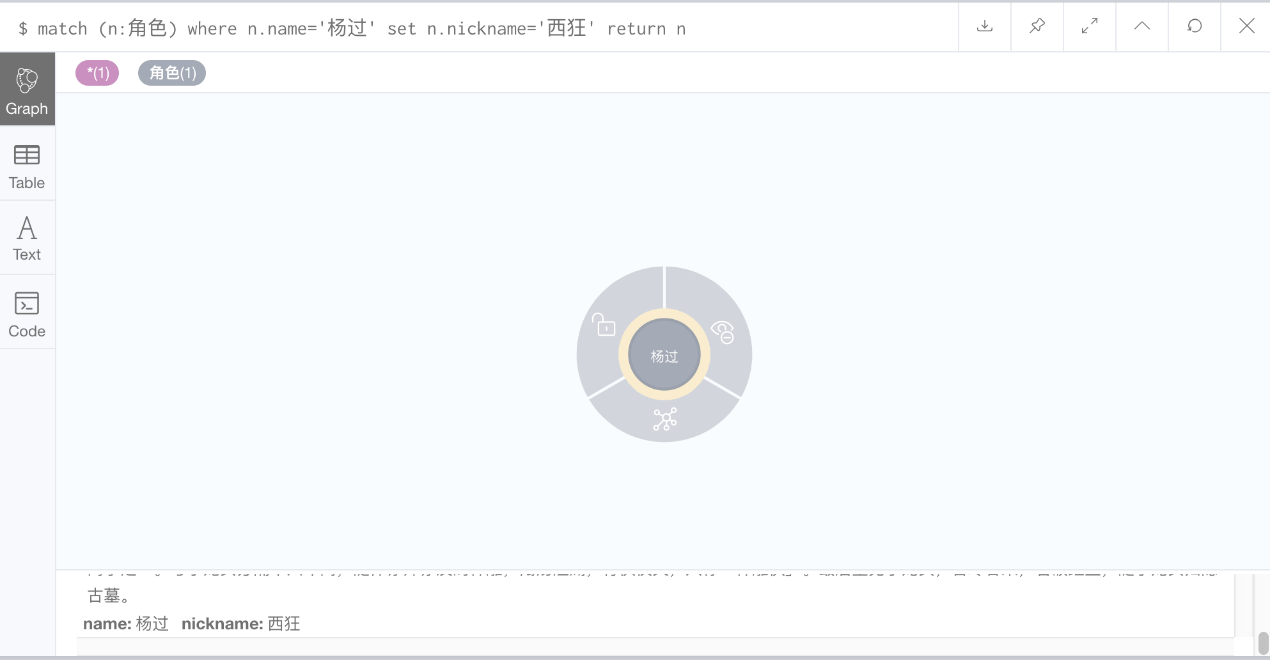 $ match (n:角色) where n.name='杨过' set n.nickname='西狂' return n
*(1) 角色(1)
Graph
Table
Text
Code
杨过
古墓。
name: 杨过 nickname: 西狂